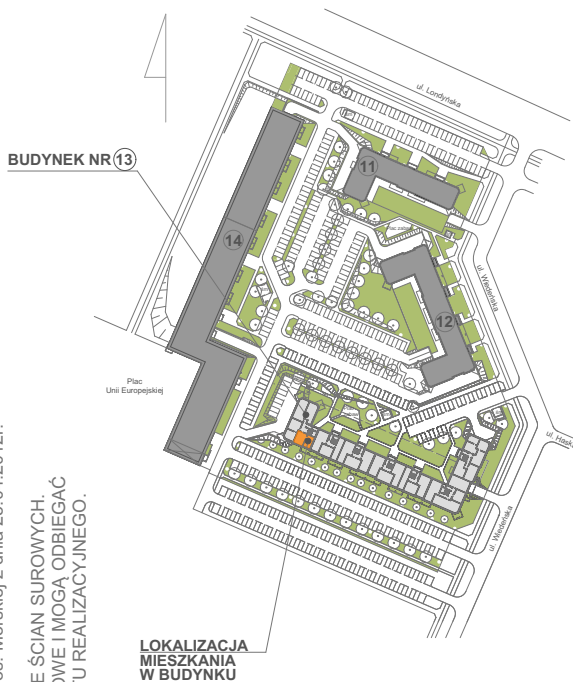 ul. Londyńska
BUDYNEK NR 13
11
Plac zabaw
14
ul. Wiedeńska
12
Plac
Unii Europejskiej
ul. Wiedeńska
LOKALIZACJA
MIESZKANIA
W BUDYNKU
E ŚCIAN SUROWYCH.
OWE I MOGĄ ODBIEGAĆ
TU REALIZACYJNEGO.